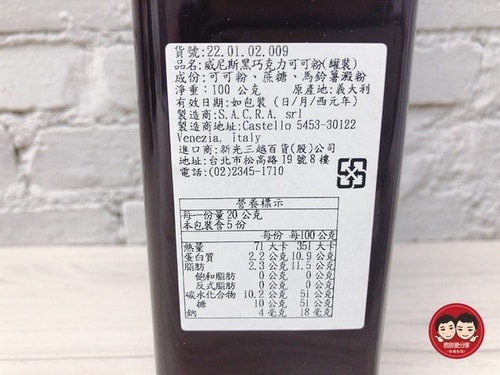 貨號:22.01.02.009
品名:威尼斯黑巧克力可可粉(罐裝)
成份:可可粉、蔗糖、馬鈴薯澱粉
淨重:100 公克 原產地:義大利
有效日期:如包裝 (日/月/西元年)
製造商:S.A.C.R.A. srl
製造商地址:Castello 5453-30122
Venezia, Italy
進口商:新光三越百貨(股)公司
地址:台北市松高路19號8樓
電話:(02)2345-1710
營養標示
每一份量 20 公克
本包裝含 5 份
每份 每100 公克
熱量 71 大卡 351 大卡
蛋白質 2.2 公克 10.9 公克
脂肪 2.3 公克 11.5 公克
飽和脂肪 0 公克 0 公克
反式脂肪 0 公克 0 公克
碳水化合物 10.2 公克 51 公克
糖 10 公克 51 公克
鈉 4 毫克 18 毫克